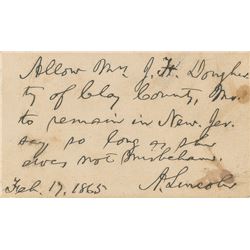 Allow Mrs J. H. Dougher
ty of Clay County, Mo.
to remain in New-Jer
sey so long as she
does not misbehave.
Feb. 17, 1865 A. Lincoln